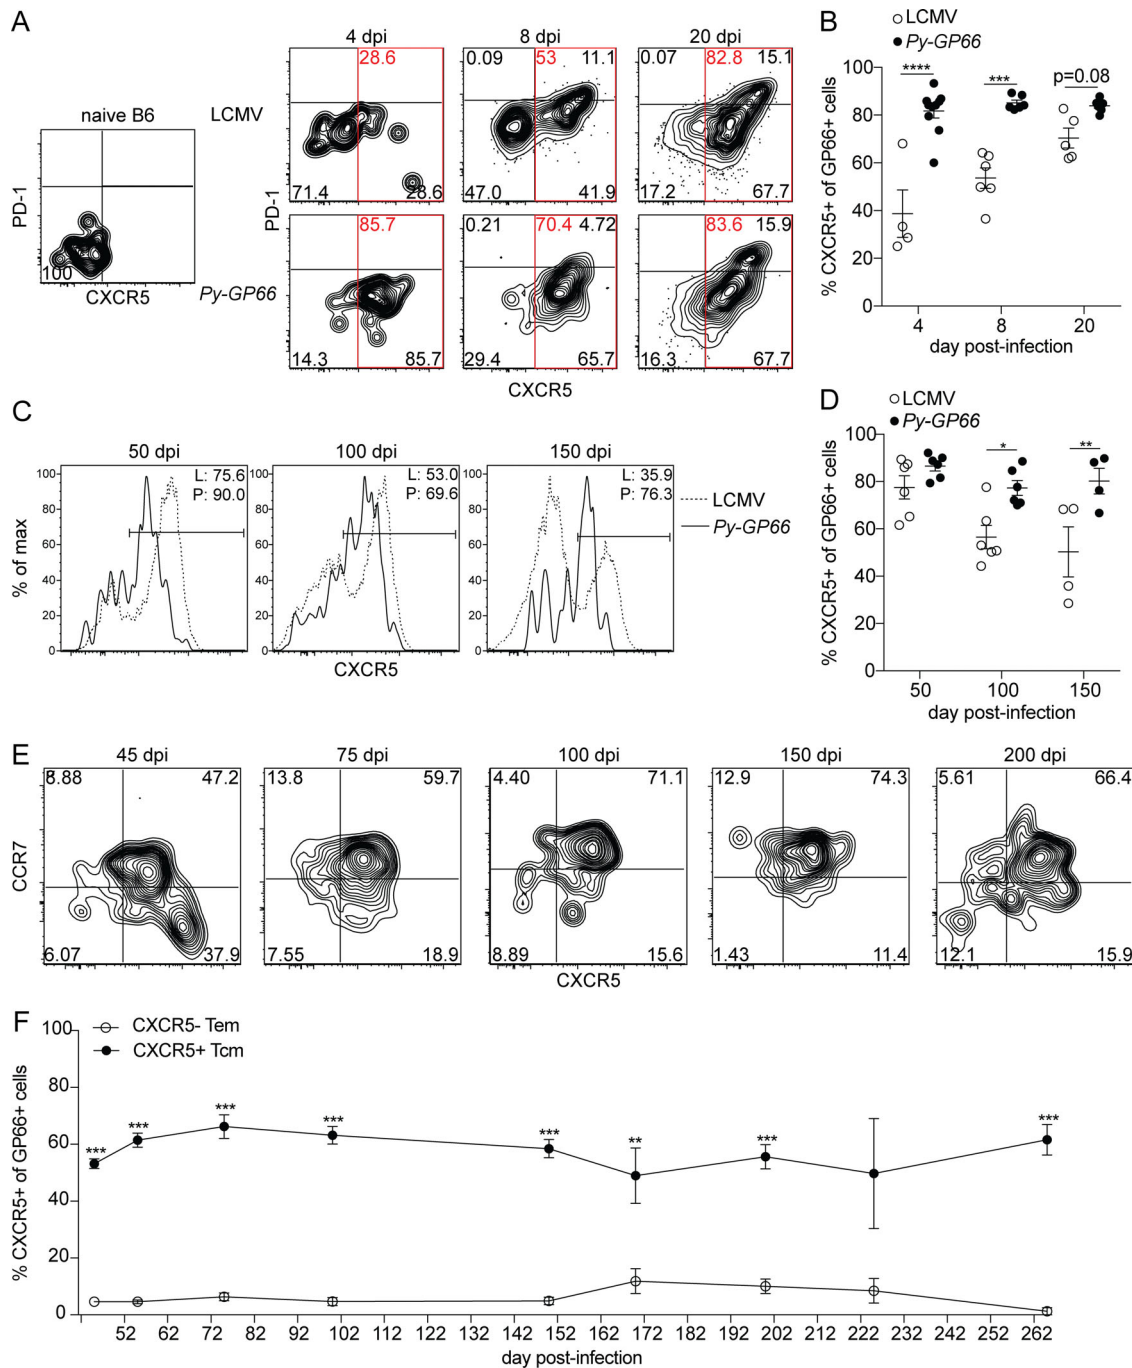 A
4 dpi
8 dpi
20 dpi
naive B6
PD-1
100
CXCR5
LCMV
PD-1
28.6
71.4
28.6
0.09
53
11.1
47.0
41.9
0.07
82.8
15.1
17.2
67.7
Py-GP66
85.7
14.3
85.7
0.21
70.4
4.72
29.4
65.7
83.6
15.9
16.3
67.7
CXCR5
B
LCMV
Py-GP66
% CXCR5+ of GP66+ cells
100
80
60
40
20
0
****
***
p=0.08
4
8
20
day post-infection
C
50 dpi
100 dpi
150 dpi
% of max
100
80
60
40
20
0
L: 75.6
P: 90.0
100
80
60
40
20
0
L: 53.0
P: 69.6
100
80
60
40
20
0
L: 35.9
P: 76.3
LCMV
Py-GP66
CXCR5
D
LCMV
Py-GP66
% CXCR5+ of GP66+ cells
100
80
60
40
20
0
*
**
50
100
150
day post-infection
E
45 dpi
75 dpi
100 dpi
150 dpi
200 dpi
CCR7
8.88
47.2
6.07
37.9
13.8
59.7
7.55
18.9
4.40
71.1
8.89
15.6
12.9
74.3
1.43
11.4
5.61
66.4
12.1
15.9
CXCR5
F
CXCR5- Tem
CXCR5+ Tcm
% CXCR5+ of GP66+ cells
100
80
60
40
20
0
*** *** *** *** *** ** *** ***
52 62 72 82 92 102 112 122 132 142 152 162 172 182 192 202 212 222 232 242 252 262
day post-infection